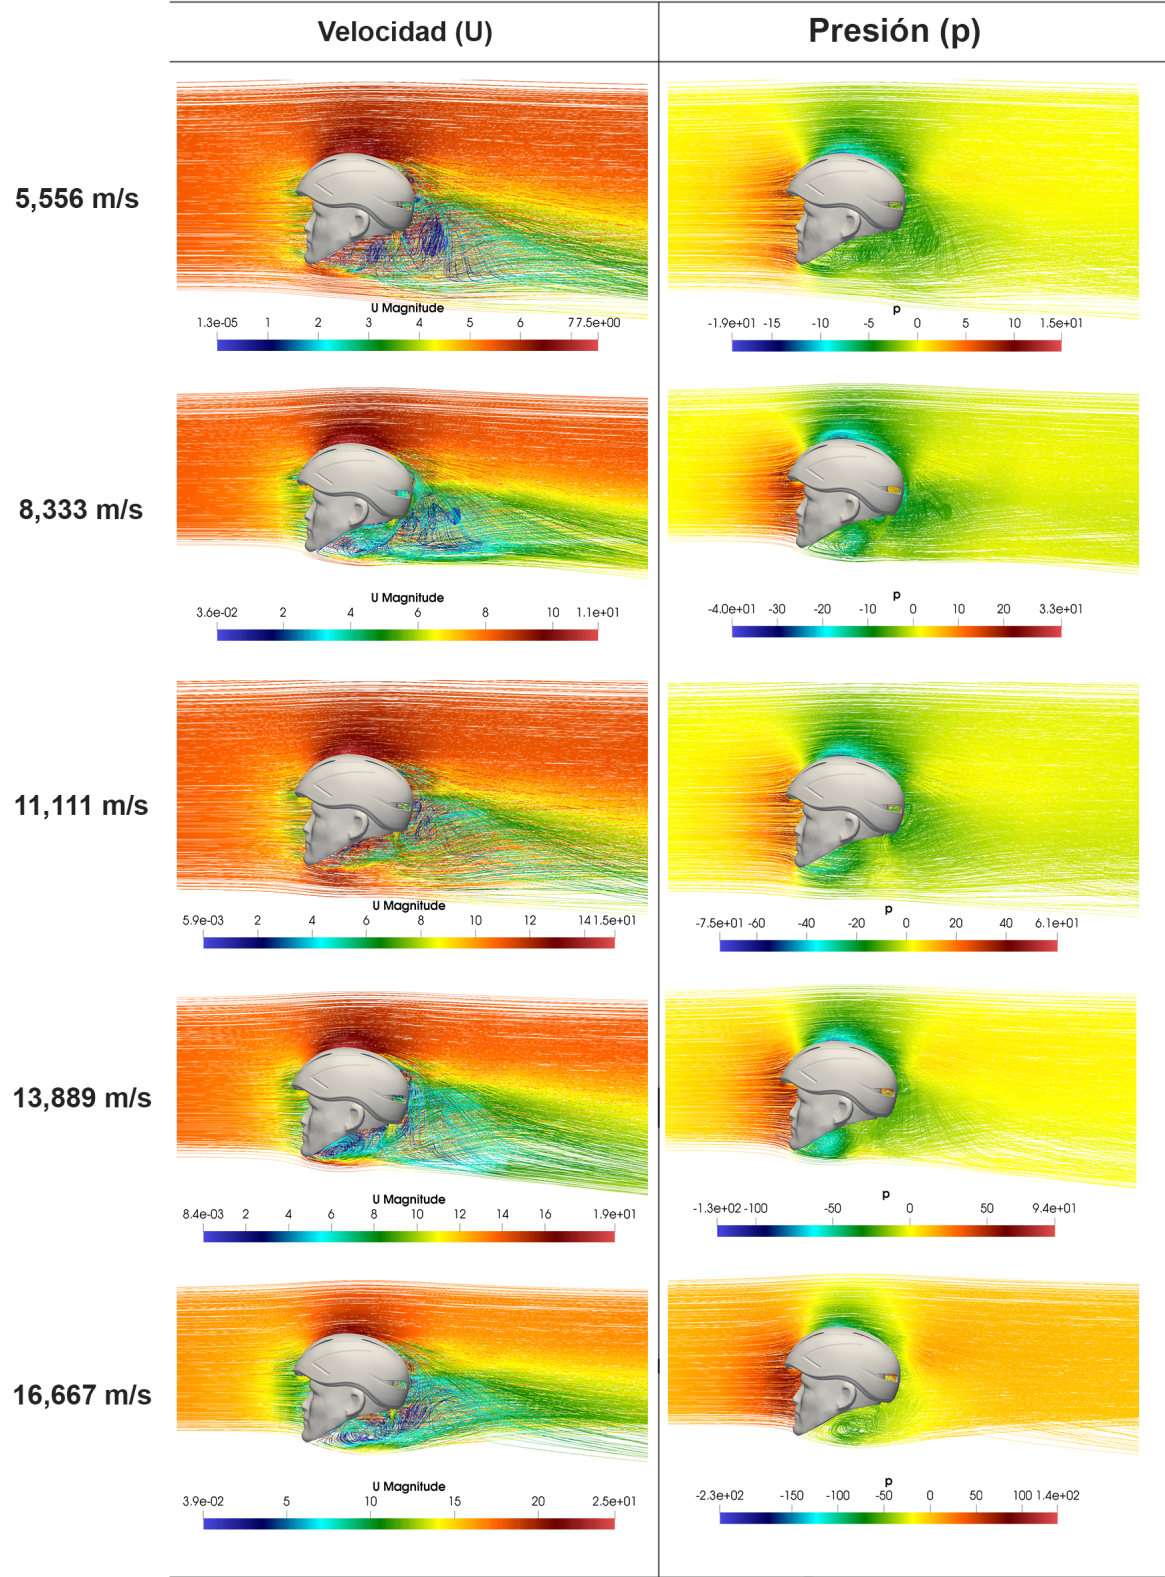 Velocidad (U) Presión (p)
5,556 m/s
U Magnitude
1.3e-05 1 2 3 4 5 6 77.5e+00
p
-1.9e+01 -15 -10 -5 0 5 10 1.5e+01
8,333 m/s
U Magnitude
3.6e-02 2 4 6 8 10 1.1e+01
p
-4.0e+01 -30 -20 -10 0 10 20 3.3e+01
11,111 m/s
U Magnitude
5.9e-03 2 4 6 8 10 12 141.5e+01
p
-7.5e+01 -60 -40 -20 0 20 40 6.1e+01
13,889 m/s
U Magnitude
8.4e-03 2 4 6 8 10 12 14 16 1.9e+01
p
-1.3e+02 -100 -50 0 50 9.4e+01
16,667 m/s
U Magnitude
3.9e-02 5 10 15 20 2.5e+01
p
-2.3e+02 -150 -100 -50 0 50 100 1.4e+02